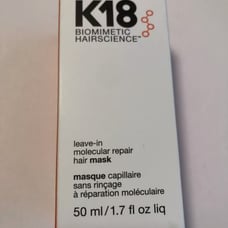 K18
BIOMIMETIC
HAIRSCIENCE™
leave-in
molecular repair
hair mask
masque capillaire
sans rinçage
à réparation moléculaire
50 ml/1.7 fl oz liq